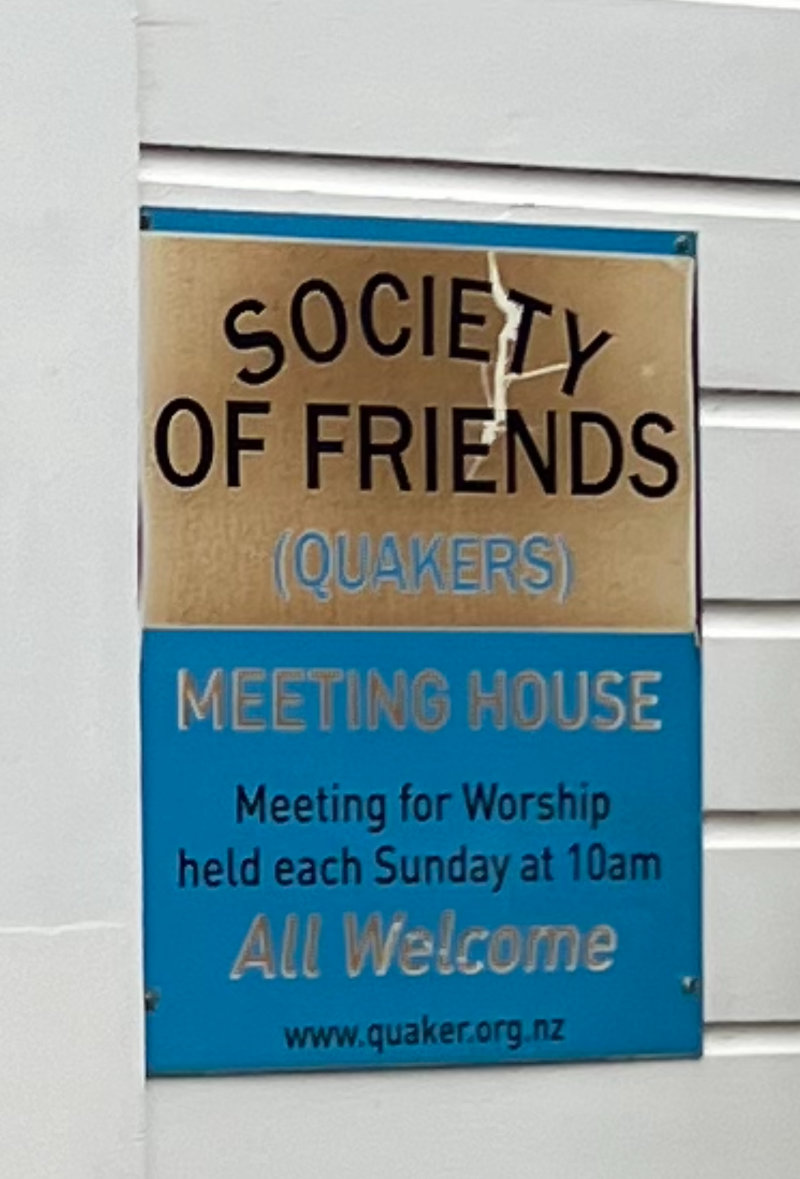 SOCIETY
OF FRIENDS
(QUAKERS)
MEETING HOUSE
Meeting for Worship
held each Sunday at 10am
All Welcome
www.quaker.org.nz